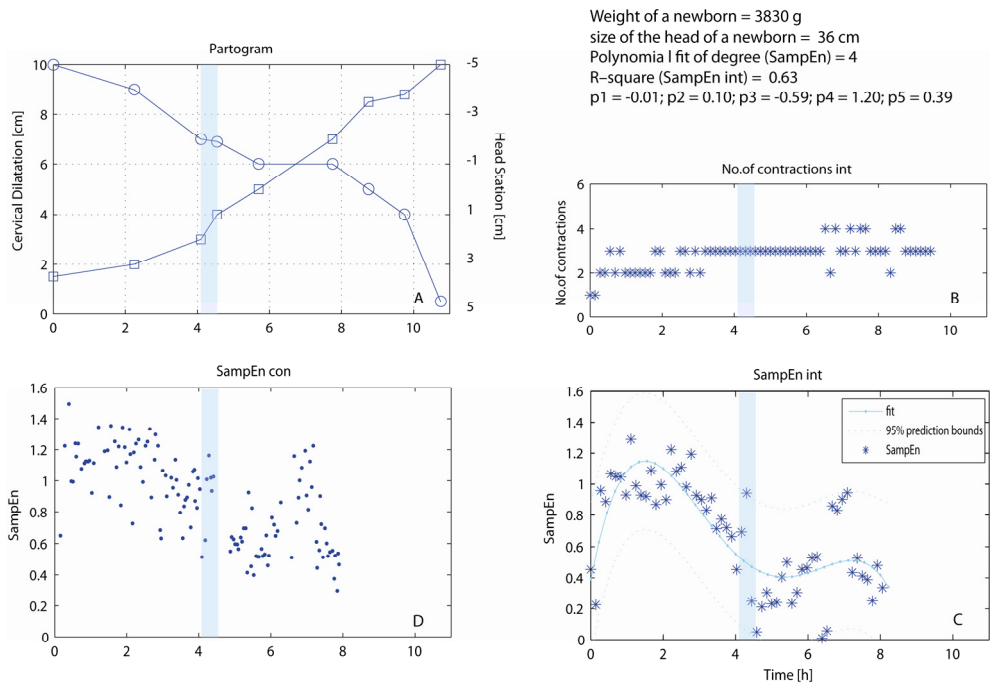 Weight of a newborn = 3830 g
size of the head of a newborn = 36 cm
Polynomia l fit of degree (SampEn) = 4
R–square (SampEn int) = 0.63
p1 = -0.01; p2 = 0.10; p3 = -0.59; p4 = 1.20; p5 = 0.39
Partogram
Cervical Dilatation [cm]
10
8
6
4
2
0
-5
-3
-1
1
3
5
Head Station [cm]
A
0 2 4 6 8 10
No.of contractions int
No.of contractions
6
4
2
0
B
0 2 4 6 8 10
SampEn con
SampEn
1.6
1.4
1.2
1
0.8
0.6
0.4
0.2
0
D
0 2 4 6 8 10
SampEn int
SampEn
1.6
1.4
1.2
1
0.8
0.6
0.4
0.2
0
fit
95% prediction bounds
SampEn
C
0 2 4 6 8 10
Time [h]